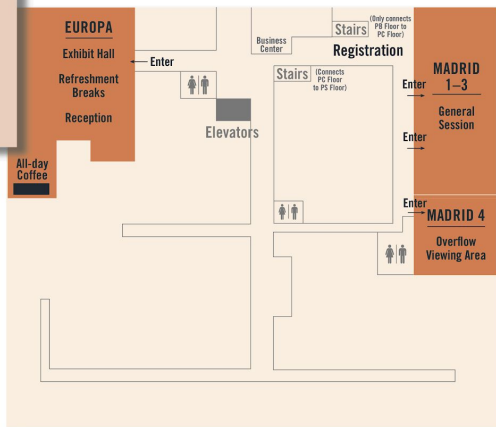 EUROPA
Exhibit Hall
Refreshment
Breaks
Reception
Enter
All-day
Coffee
Elevators
Business
Center
Stairs
(Only connects
PB Floor to
PC Floor)
Registration
Stairs
(Connects
PC Floor
to PS Floor)
Enter
Enter
MADRID
1–3
General
Session
Enter
MADRID 4
Overflow
Viewing Area